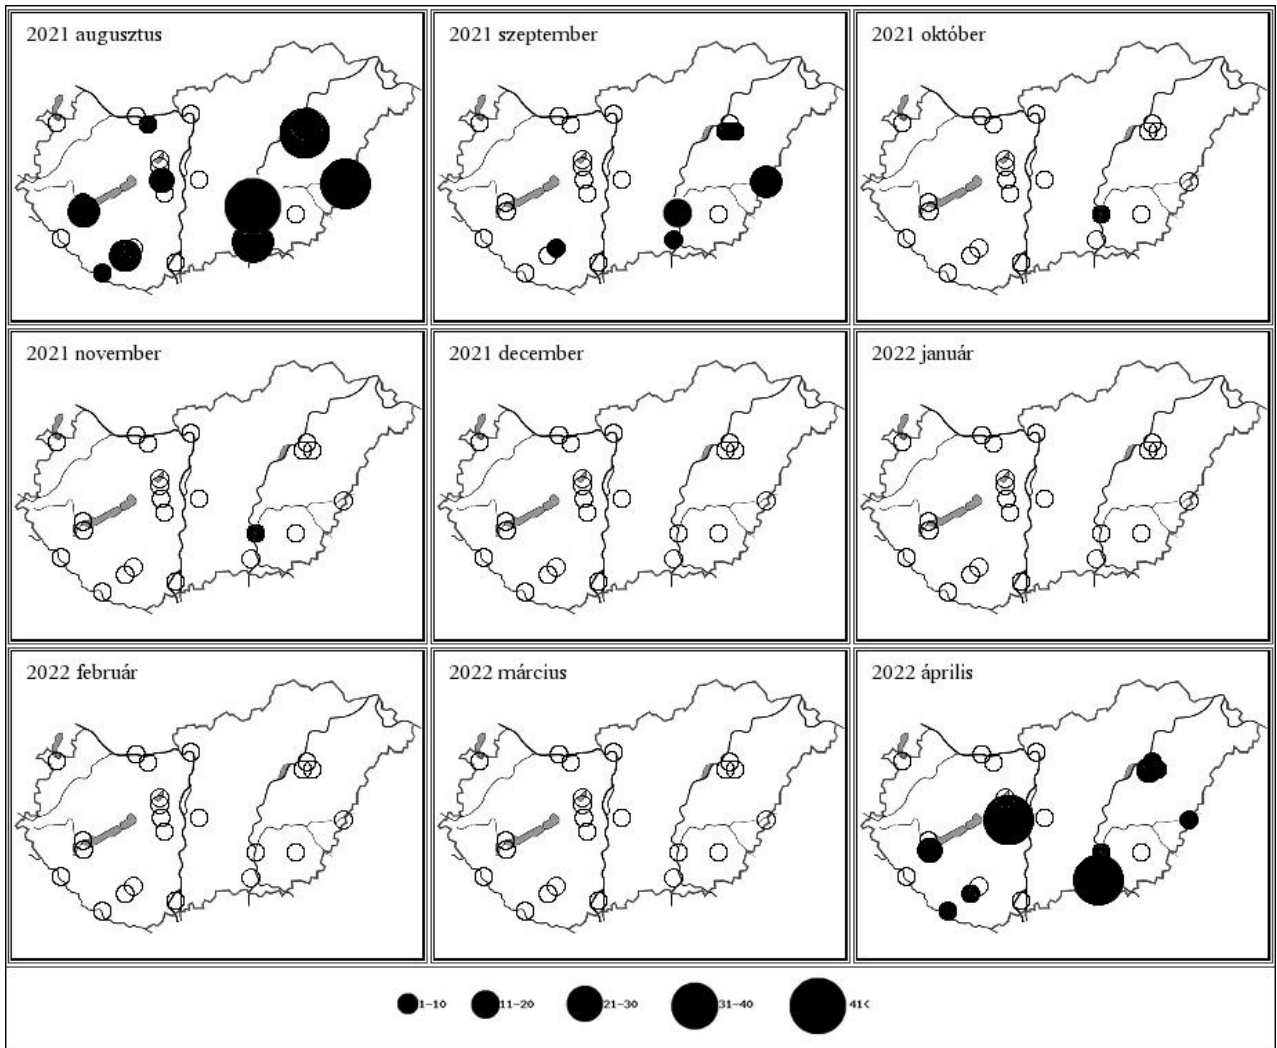 2021 augusztus
2021 szeptember
2021 október
2021 november
2021 december
2022 január
2022 február
2022 március
2022 április
1-10
11-20
21-30
31-40
41<